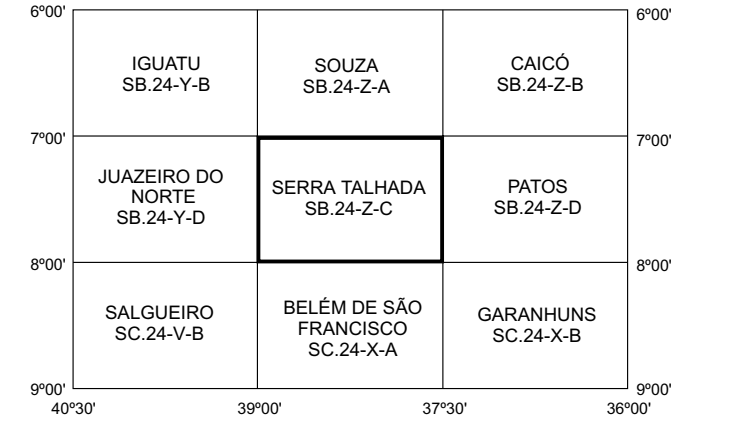 6º00' 6º00'
IGUATU
SB.24-Y-B
SOUZA
SB.24-Z-A
CAICÓ
SB.24-Z-B
7º00' 7º00'
JUAZEIRO DO
NORTE
SB.24-Y-D
SERRA TALHADA
SB.24-Z-C
PATOS
SB.24-Z-D
8º00' 8º00'
SALGUEIRO
SC.24-V-B
BELÉM DE SÃO
FRANCISCO
SC.24-X-A
GARANHUNS
SC.24-X-B
9º00' 9º00'
40º30' 39º00' 37º30' 36º00'